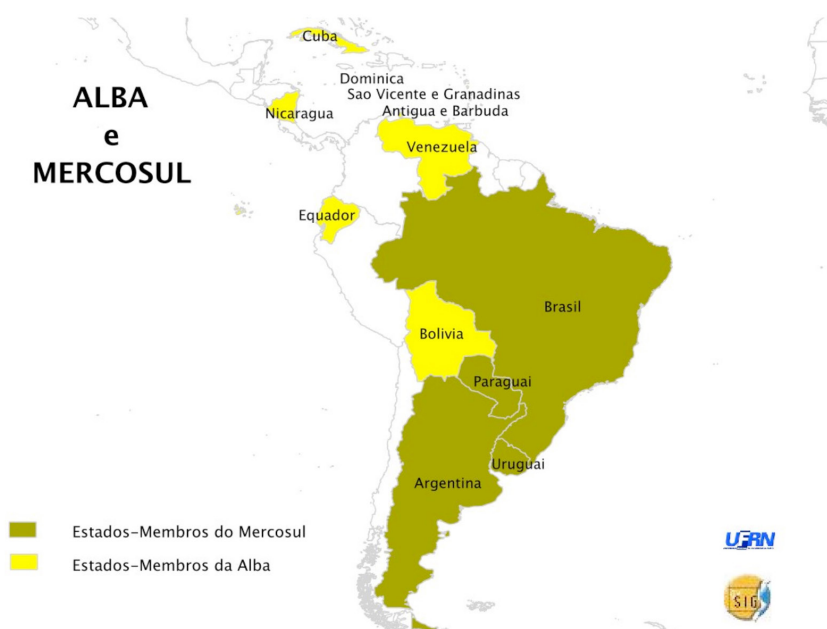 ALBA
e
MERCOSUL
Cuba
Dominica
Sao Vicente e Granadinas
Antigua e Barbuda
Nicaragua
Venezuela
Equador
Brasil
Bolivia
Paraguai
Uruguai
Argentina
Estados-Membros do Mercosul
Estados-Membros da Alba
UFRN
SIG